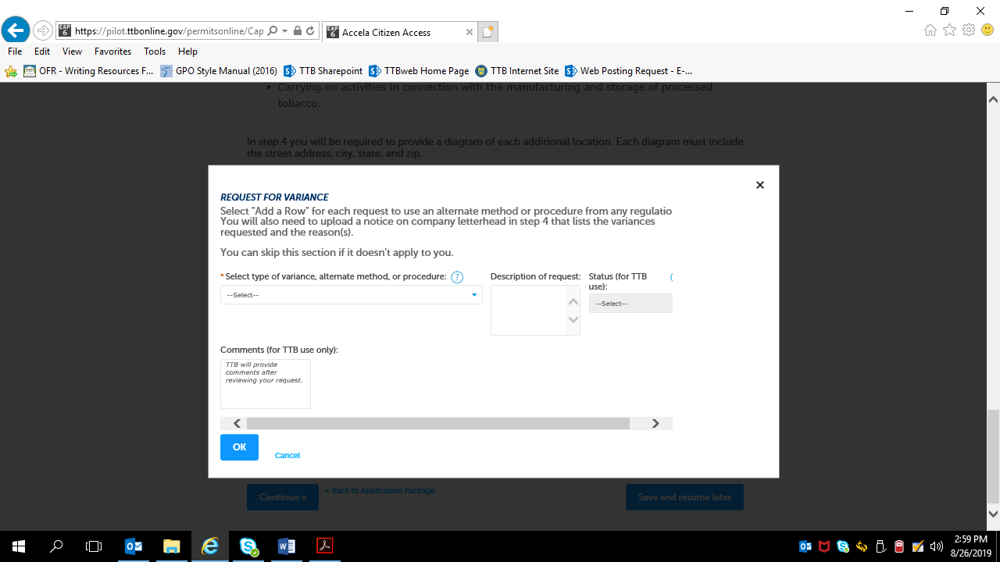 https://pilot.ttbonline.gov/permitsonline/Cap
Accela Citizen Access
File Edit View Favorites Tools Help
OFR - Writing Resources F... GPO Style Manual (2016) TTB Sharepoint TTBweb Home Page TTB Internet Site Web Posting Request - E-...
• Carrying on activities in connection with the manufacturing and storage of processed
tobacco.
In step 4 you will be required to provide a diagram of each additional location. Each diagram must include
the street address, city, state, and zip.
REQUEST FOR VARIANCE
Select "Add a Row" for each request to use an alternate method or procedure from any regulatio
You will also need to upload a notice on company letterhead in step 4 that lists the variances
requested and the reason(s).
You can skip this section if it doesn't apply to you.
* Select type of variance, alternate method, or procedure: ?
--Select--
Description of request:
Status (for TTB
use):
--Select--
Comments (for TTB use only):
TTB will provide
comments after
reviewing your request.
OK
Cancel
Continue »
« Back to Application Package
Save and resume later
2:59 PM
8/26/2019